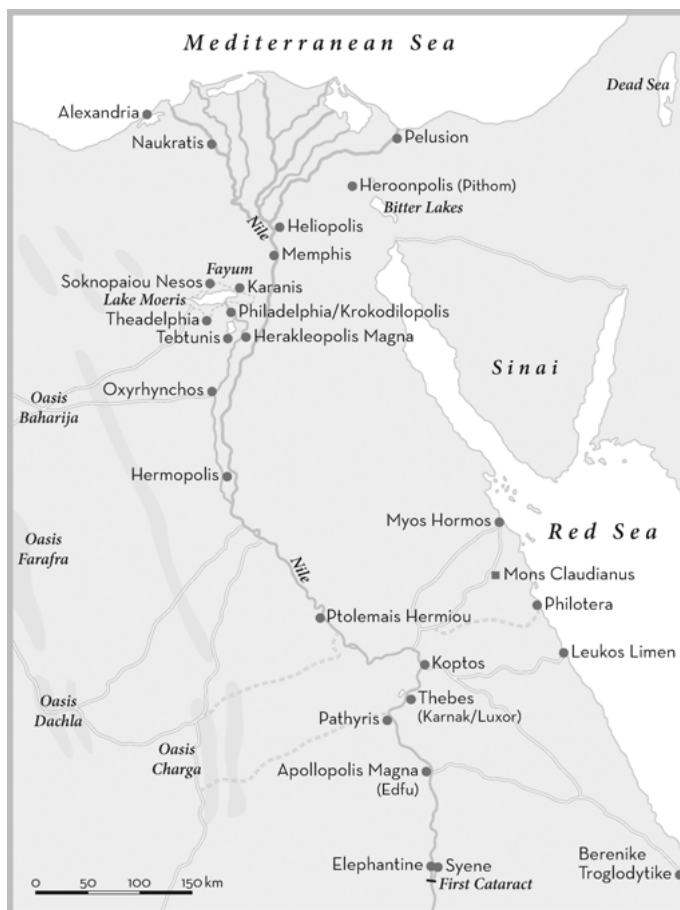 Mediterranean Sea
Dead Sea
Alexandria
Naukratis
Pelusion
Heroonpolis (Pithom)
Bitter Lakes
Nile
Heliopolis
Memphis
Fayum
Soknopaiou Nesos
Karanis
Lake Moeris
Philadelphia/Krokodilopolis
Theadelphia
Tebtunis
Herakleopolis Magna
Sinai
Oxyrhynchos
Oasis
Baharija
Hermopolis
Myos Hormos
Red Sea
Oasis
Farafra
Nile
Mons Claudianus
Philotera
Ptolemais Hermiou
Leukos Limen
Koptos
Oasis
Dachla
Thebes
(Karnak/Luxor)
Pathyris
Oasis
Charga
Apollopolis Magna
(Edfu)
Elephantine
Syene
First Cataract
Berenike
Troglodytike
0 50 100 150 km